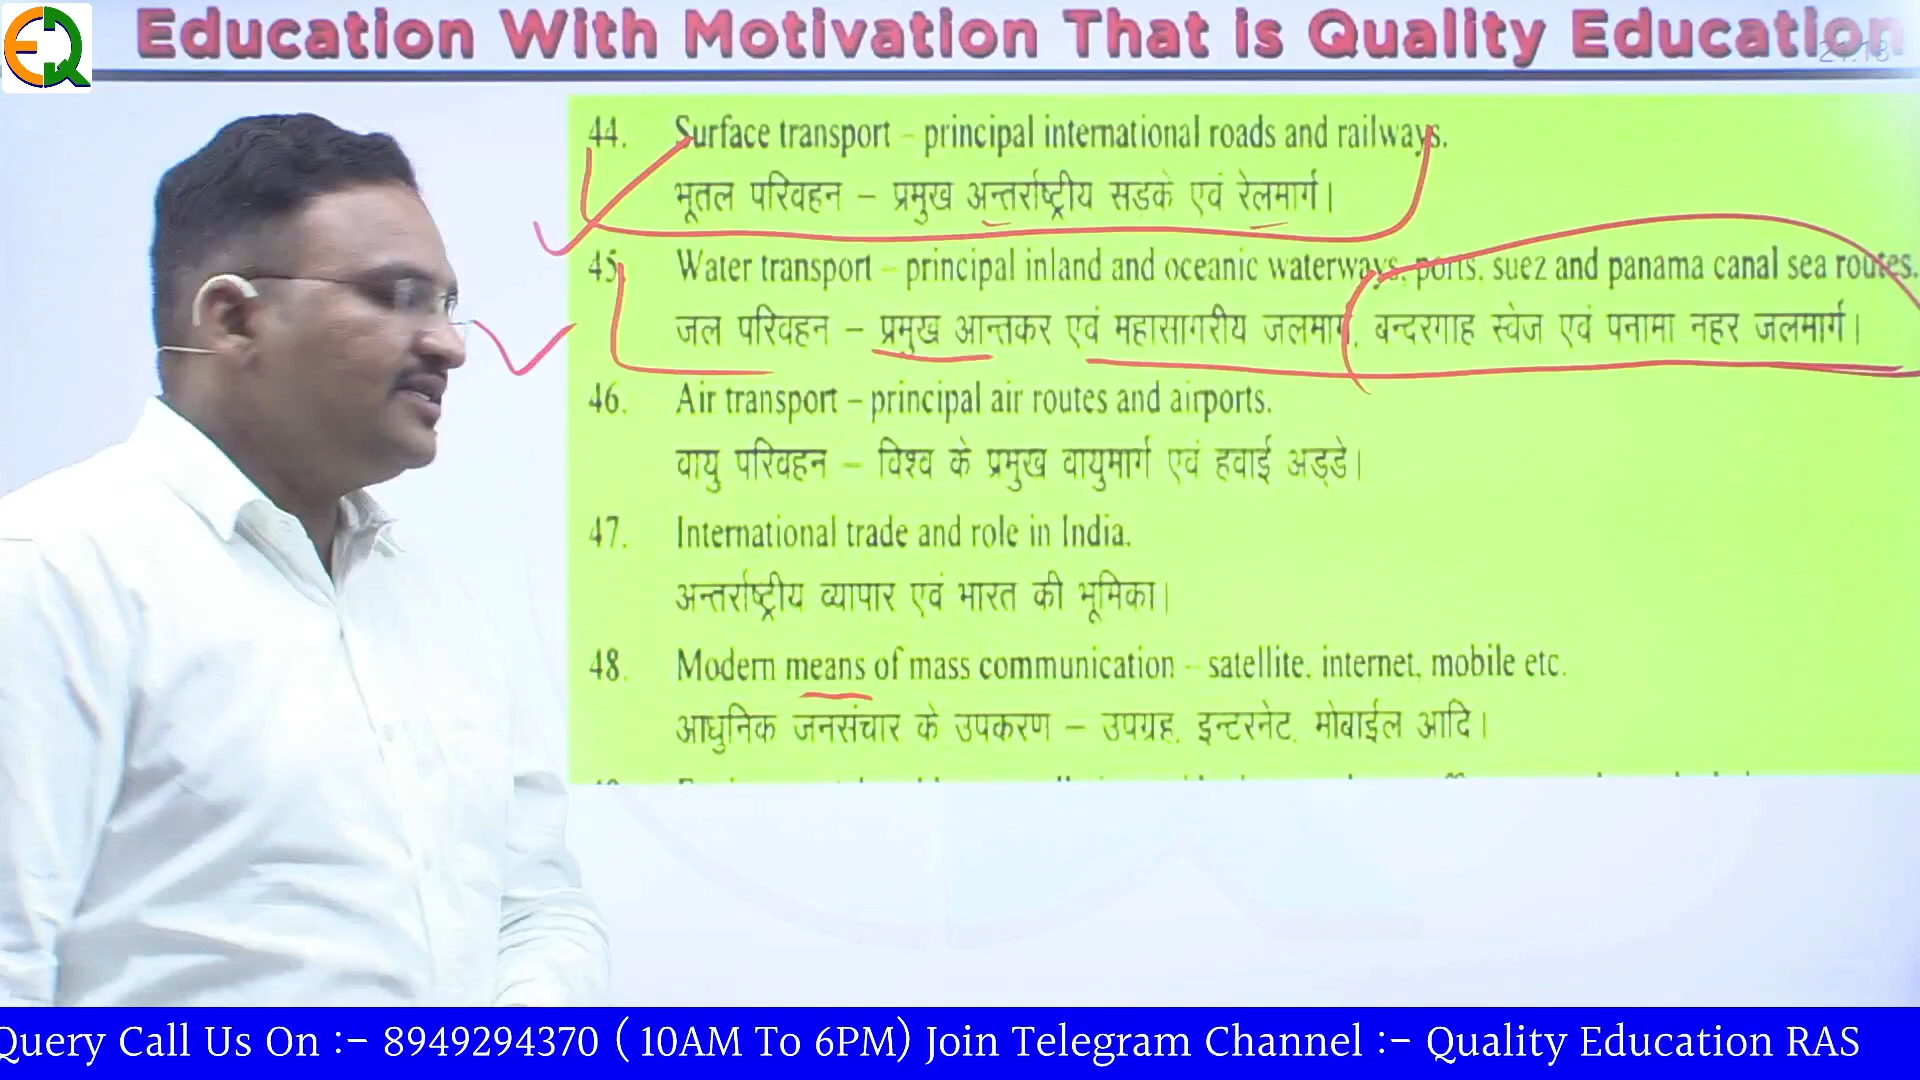 EQ
Education With Motivation That is Quality Education
21:18
44. Surface transport – principal international roads and railways.
भूतल परिवहन – प्रमुख अन्तर्राष्ट्रीय सडके एवं रेलमार्ग।
45. Water transport – principal inland and oceanic waterways, ports, suez and panama canal sea routes.
जल परिवहन – प्रमुख आन्तकर एवं महासागरीय जलमार्ग, बन्दरगाह स्वेज एवं पनामा नहर जलमार्ग।
46. Air transport – principal air routes and airports.
वायु परिवहन – विश्व के प्रमुख वायुमार्ग एवं हवाई अड्डे।
47. International trade and role in India.
अन्तर्राष्ट्रीय व्यापार एवं भारत की भूमिका।
48. Modern means of mass communication – satellite, internet, mobile etc.
आधुनिक जनसंचार के उपकरण – उपग्रह, इन्टरनेट, मोबाईल आदि।
Query Call Us On :– 8949294370 ( 10AM To 6PM) Join Telegram Channel :– Quality Education RAS